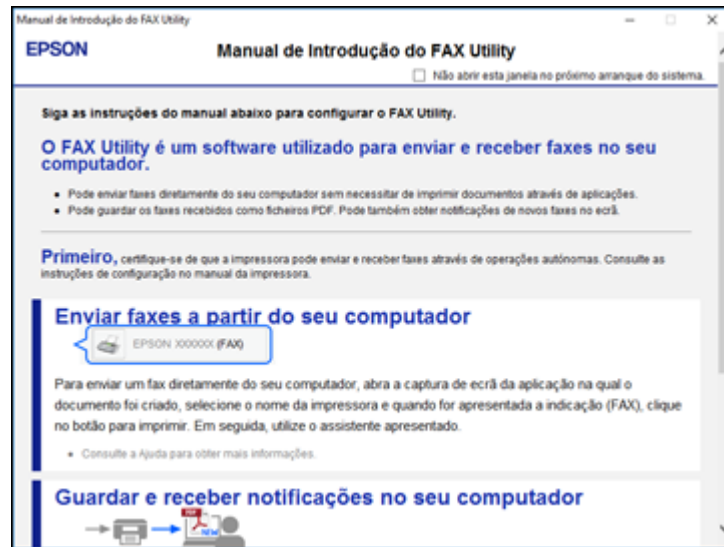 Manual de Introdução do FAX Utility
EPSON
Manual de Introdução do FAX Utility
Não abrir esta janela no próximo arranque do sistema.
Siga as instruções do manual abaixo para configurar o FAX Utility.
O FAX Utility é um software utilizado para enviar e receber faxes no seu
computador.
• Pode enviar faxes diretamente do seu computador sem necessitar de imprimir documentos através de aplicações.
• Pode guardar os faxes recebidos como ficheiros PDF. Pode também obter notificações de novos faxes no ecrã.
Primeiro, certifique-se de que a impressora pode enviar e receber faxes através de operações autónomas. Consulte as
instruções de configuração no manual da impressora.
Enviar faxes a partir do seu computador
EPSON XXXXXX (FAX)
Para enviar um fax diretamente do seu computador, abra a captura de ecrã da aplicação na qual o
documento foi criado, selecione o nome da impressora e quando for apresentada a indicação (FAX), clique
no botão para imprimir. Em seguida, utilize o assistente apresentado.
• Consulte a Ajuda para obter mais informações.
Guardar e receber notificações no seu computador
PDF
NEW